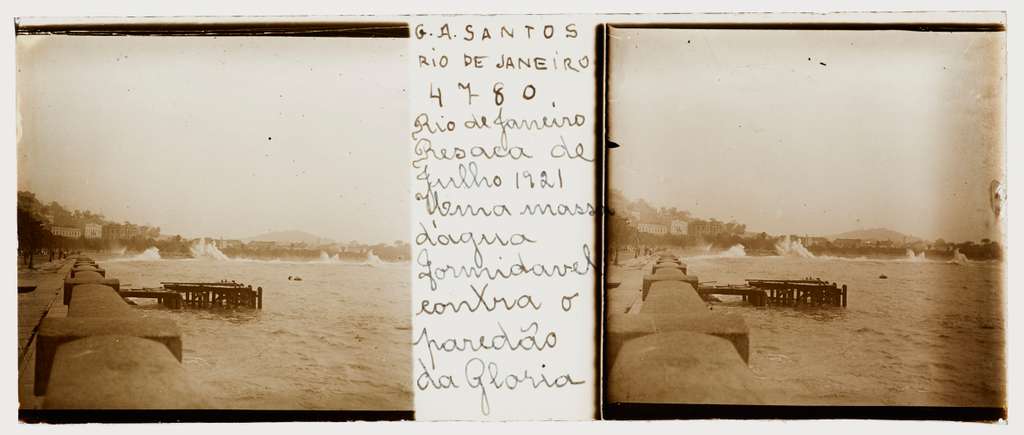 G. A. SANTOS
RIO DE JANEIRO
4780
Rio de Janeiro
Resaca de
Julho 1921
Uma massa
d'agua
formidavel
contra o
paredão
da Gloria